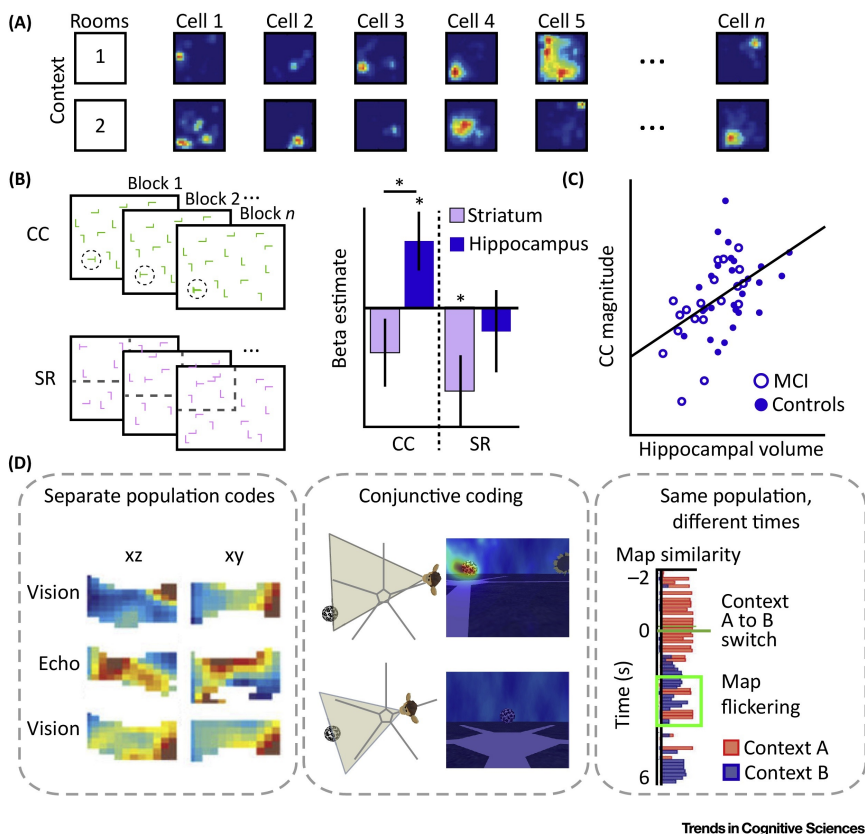 (A)
Rooms Cell 1 Cell 2 Cell 3 Cell 4 Cell 5 Cell n
Context
1 ...
2 ...
(B)
Block 1
Block 2 ...
Block n
CC
SR
...
* *
*
Striatum
Hippocampus
Beta estimate
CC SR
(C)
CC magnitude
MCI
Controls
Hippocampal volume
(D)
Separate population codes
xz xy
Vision
Echo
Vision
Conjunctive coding
Same population,
different times
Map similarity
−2
0
6
Time (s)
Context
A to B
switch
Map
flickering
Context A
Context B
Trends in Cognitive Sciences